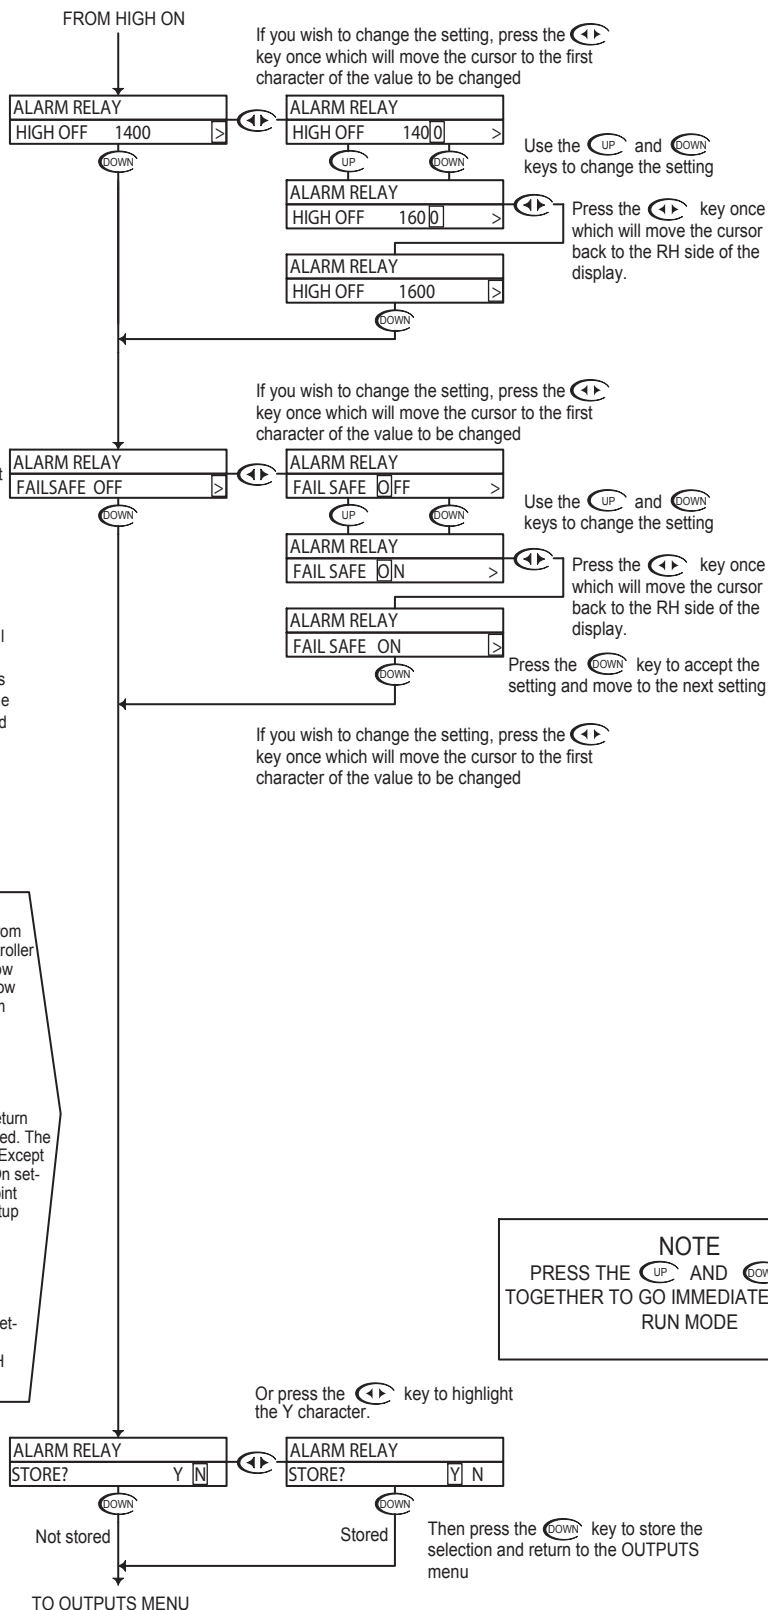 FROM HIGH ON
If you wish to change the setting, press the
key once which will move the cursor to the first
character of the value to be changed
ALARM RELAY
HIGH OFF 1400 >
DOWN
ALARM RELAY
HIGH OFF 1400 >
UP DOWN
Use the UP and DOWN
keys to change the setting
ALARM RELAY
HIGH OFF 1600 >
Press the key once
which will move the cursor
back to the RH side of the
display.
ALARM RELAY
HIGH OFF 1600 >
DOWN
If you wish to change the setting, press the
key once which will move the cursor to the first
character of the value to be changed
ALARM RELAY
FAILSAFE OFF >
DOWN
ALARM RELAY
FAIL SAFE OFF >
UP DOWN
Use the UP and DOWN
keys to change the setting
ALARM RELAY
FAIL SAFE ON >
Press the key once
which will move the cursor
back to the RH side of the
display.
ALARM RELAY
FAIL SAFE ON >
DOWN
Press the DOWN key to accept the
setting and move to the next setting
If you wish to change the setting, press the
key once which will move the cursor to the first
character of the value to be changed
Except
NOTE
PRESS THE UP AND
TOGETHER TO GO
RUN MODE
Or press the key to highlight
the Y character.
ALARM RELAY
STORE? Y N
DOWN
Not stored
ALARM RELAY
STORE? Y N
DOWN
Stored
Then press the DOWN key to store the
selection and return to the OUTPUTS
menu
TO OUTPUTS MENU